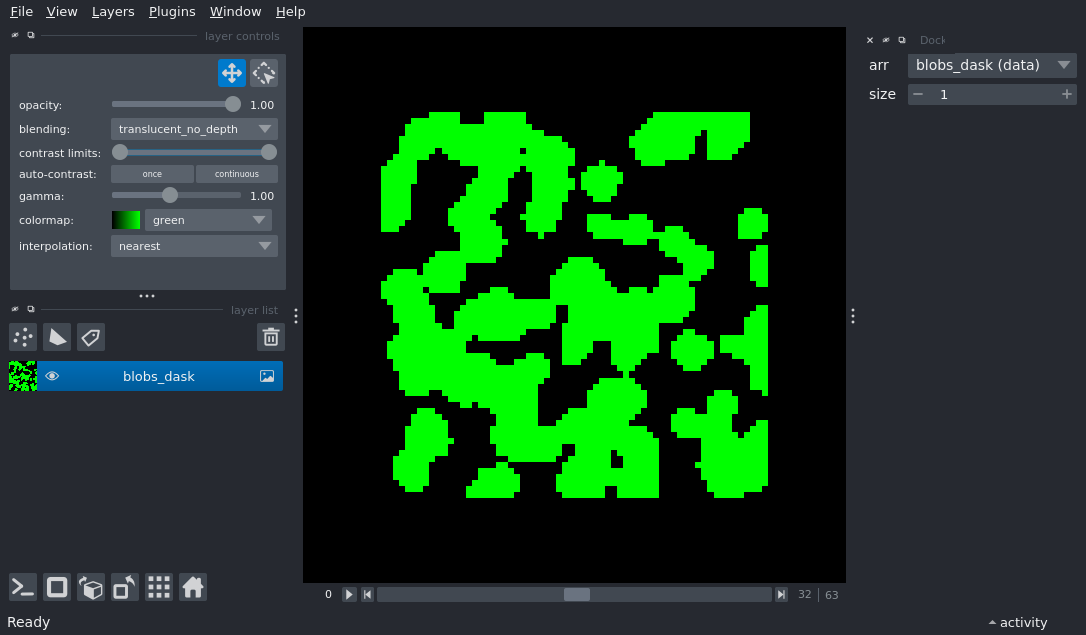 File View Layers Plugins Window Help
layer controls
opacity: 1.00
blending: translucent_no_depth
contrast limits:
auto-contrast: once continuous
gamma: 1.00
colormap: green
interpolation: nearest
layer list
blobs_dask
Dock
arr blobs_dask (data)
size 1
0 32 63
Ready
activity